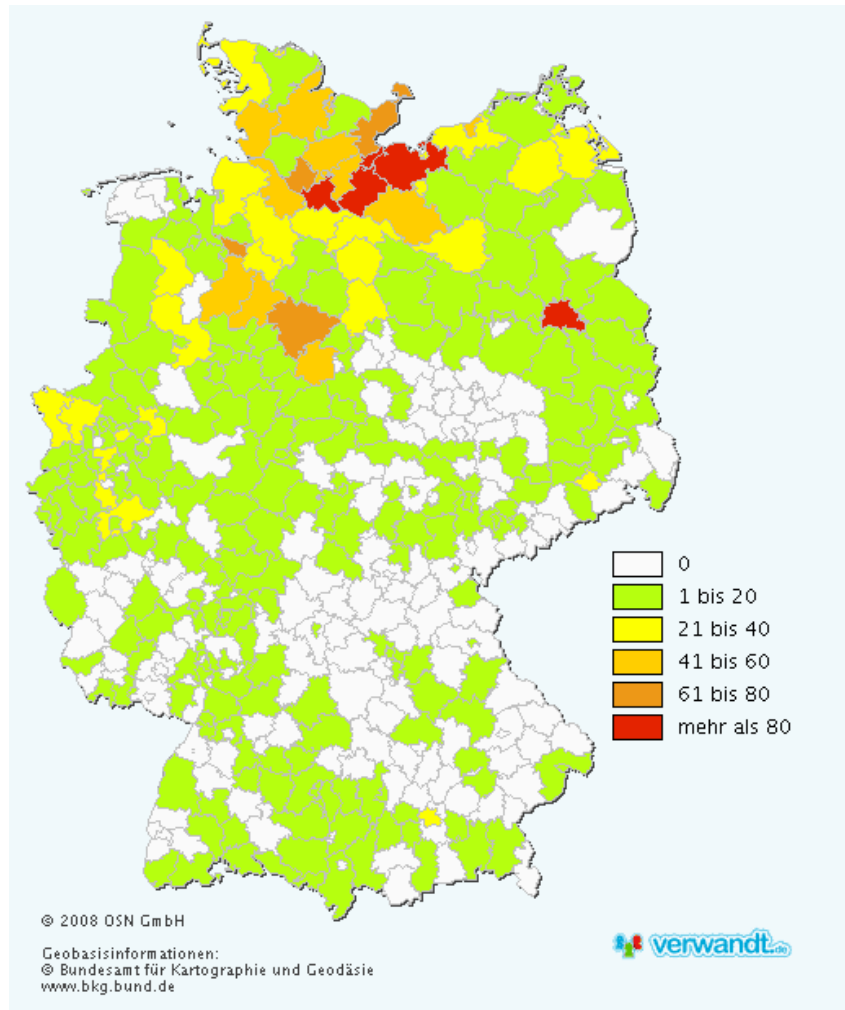 0
1 bis 20
21 bis 40
41 bis 60
61 bis 80
mehr als 80
© 2008 OSN GmbH
Geobasisinformationen:
© Bundesamt für Kartographie und Geodäsie
www.bkg.bund.de
verwandt.de